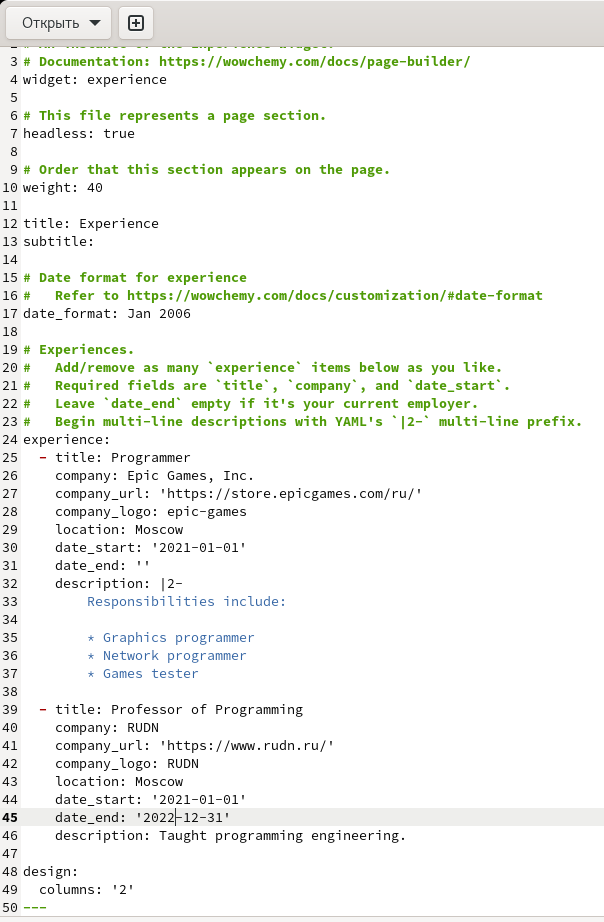 Открыть
2 # An instance of the Experience widget.
3 # Documentation: https://wowchemy.com/docs/page-builder/
4 widget: experience
5
6 # This file represents a page section.
7 headless: true
8
9 # Order that this section appears on the page.
10 weight: 40
11
12 title: Experience
13 subtitle:
14
15 # Date format for experience
16 #   Refer to https://wowchemy.com/docs/customization/#date-format
17 date_format: Jan 2006
18
19 # Experiences.
20 #   Add/remove as many `experience` items below as you like.
21 #   Required fields are `title`, `company`, and `date_start`.
22 #   Leave `date_end` empty if it's your current employer.
23 #   Begin multi-line descriptions with YAML's `|2-` multi-line prefix.
24 experience:
25   - title: Programmer
26     company: Epic Games, Inc.
27     company_url: 'https://store.epicgames.com/ru/'
28     company_logo: epic-games
29     location: Moscow
30     date_start: '2021-01-01'
31     date_end: ''
32     description: |2-
33         Responsibilities include:
34
35         * Graphics programmer
36         * Network programmer
37         * Games tester
38
39   - title: Professor of Programming
40     company: RUDN
41     company_url: 'https://www.rudn.ru/'
42     company_logo: RUDN
43     location: Moscow
44     date_start: '2021-01-01'
45     date_end: '2022-12-31'
46     description: Taught programming engineering.
47
48 design:
49   columns: '2'
50 ---